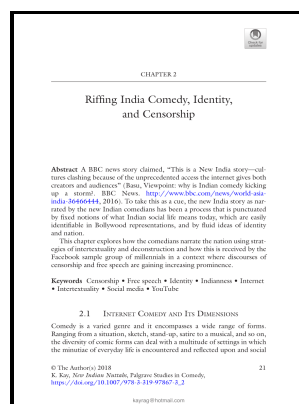 Check for
updates
CHAPTER 2
Riffing India Comedy, Identity,
and Censorship
Abstract A BBC news story claimed, “This is a New India story—cul-
tures clashing because of the unprecedented access the internet gives both
creators and audiences” (Basu, Viewpoint: why is Indian comedy kicking
up a storm?. BBC News. http://www.bbc.com/news/world-asia-
india-36466444, 2016). To take this as a cue, the new India story as nar-
rated by the new Indian comedians has been a process that is punctuated
by fixed notions of what Indian social life means today, which are easily
identifiable in Bollywood representations, and by fluid ideas of identity
and nation.
This chapter explores how the comedians narrate the nation using strat-
egies of intertextuality and deconstruction and how this is received by the
Facebook sample group of millennials in a context where discourses of
censorship and free speech are gaining increasing prominence.
Keywords Censorship • Free speech • Identity • Indianness • Internet
• Intertextuality • Social media • YouTube
2.1 Internet Comedy and Its Dimensions
Comedy is a varied genre and it encompasses a wide range of forms.
Ranging from a situation, sketch, stand-up, satire to a musical, and so on,
the diversity of comic forms can deal with a multitude of settings in which
the minutiae of everyday life is encountered and reflected upon and social
© The Author(s) 2018 21
K. Kay, New Indian Nuttahs, Palgrave Studies in Comedy,
https://doi.org/10.1007/978-3-319-97867-3_2
kayrag@hotmail.com